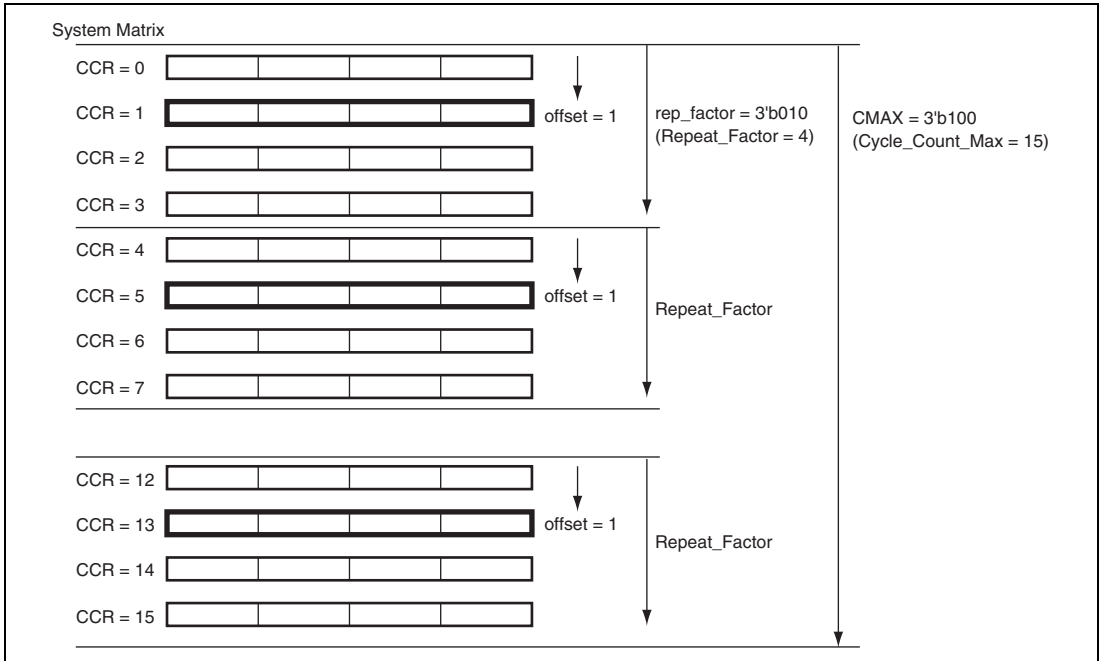 System Matrix
CCR = 0
CCR = 1
offset = 1
rep_factor = 3'b010
(Repeat_Factor = 4)
CMAX = 3'b100
(Cycle_Count_Max = 15)
CCR = 2
CCR = 3
CCR = 4
CCR = 5
offset = 1
Repeat_Factor
CCR = 6
CCR = 7
CCR = 12
CCR = 13
offset = 1
Repeat_Factor
CCR = 14
CCR = 15